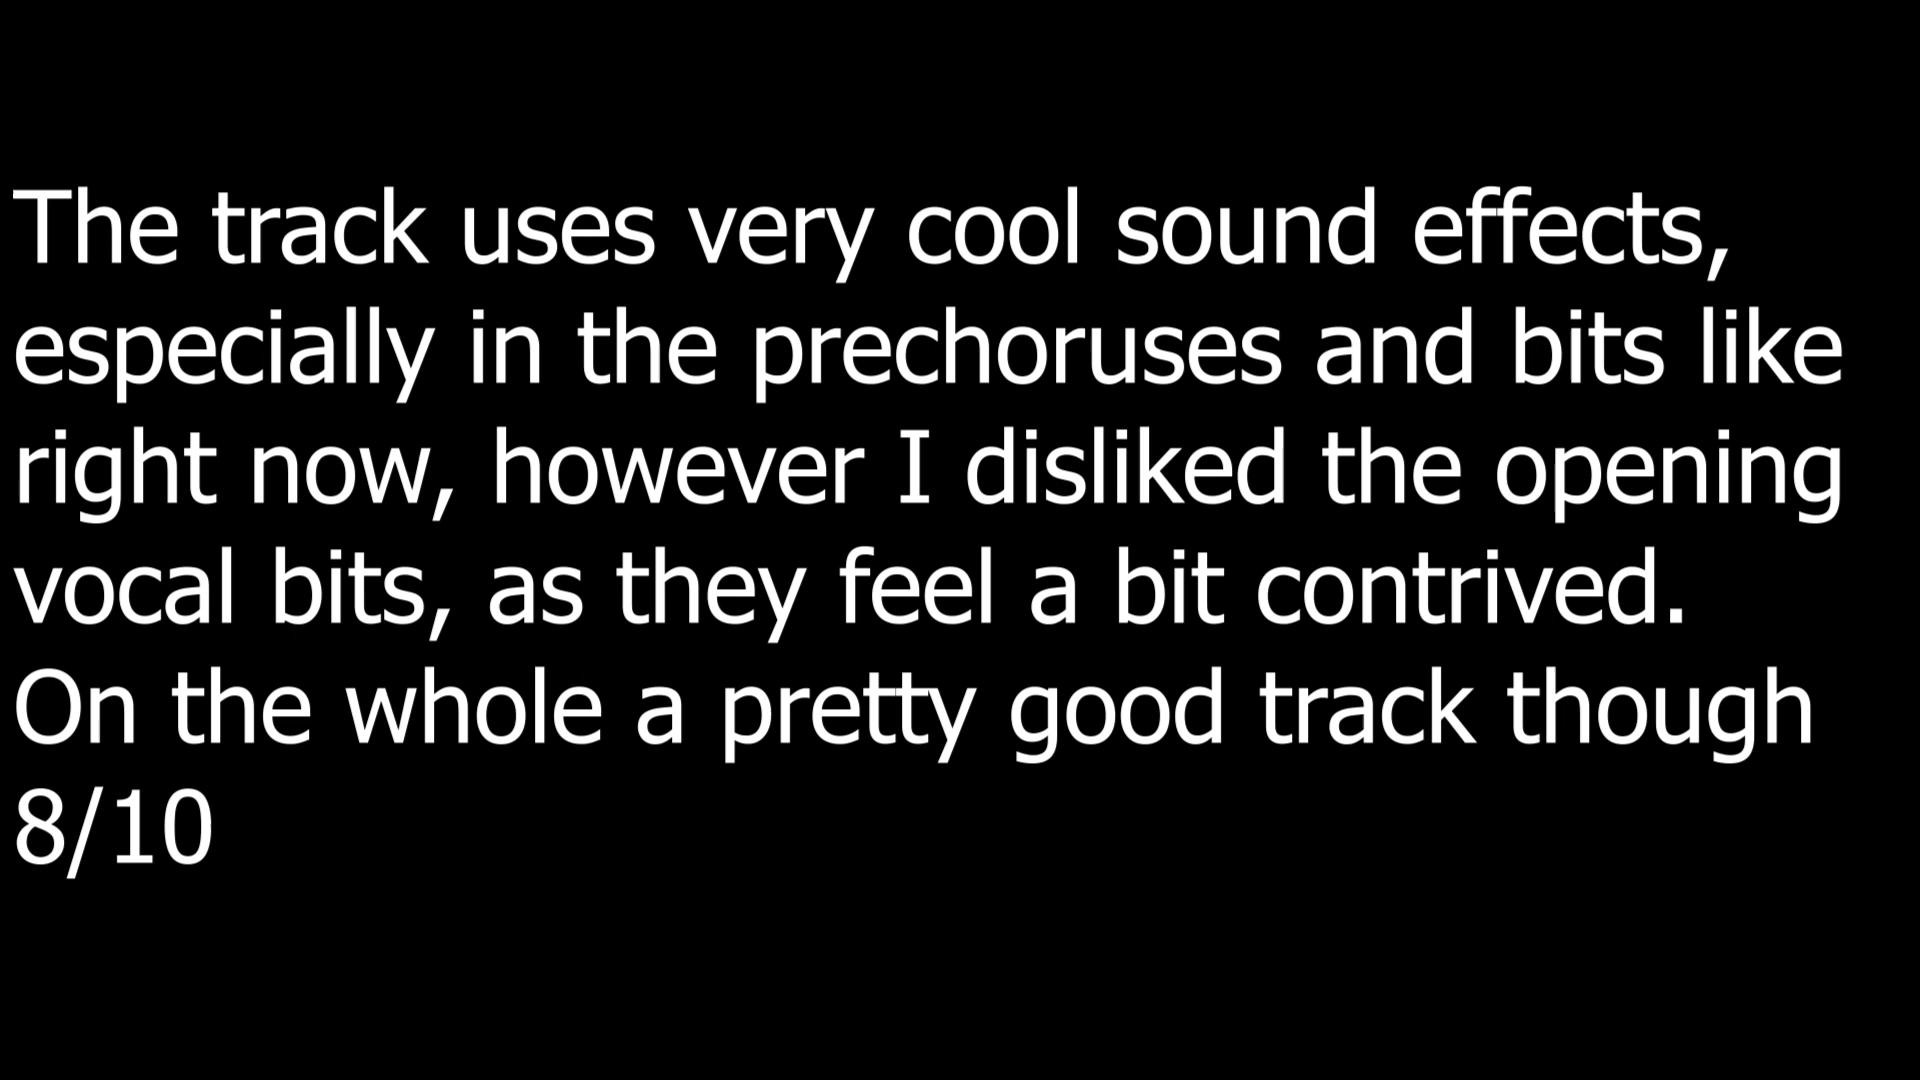 The track uses very cool sound effects,
especially in the prechoruses and bits like
right now, however I disliked the opening
vocal bits, as they feel a bit contrived.
On the whole a pretty good track though
8/10